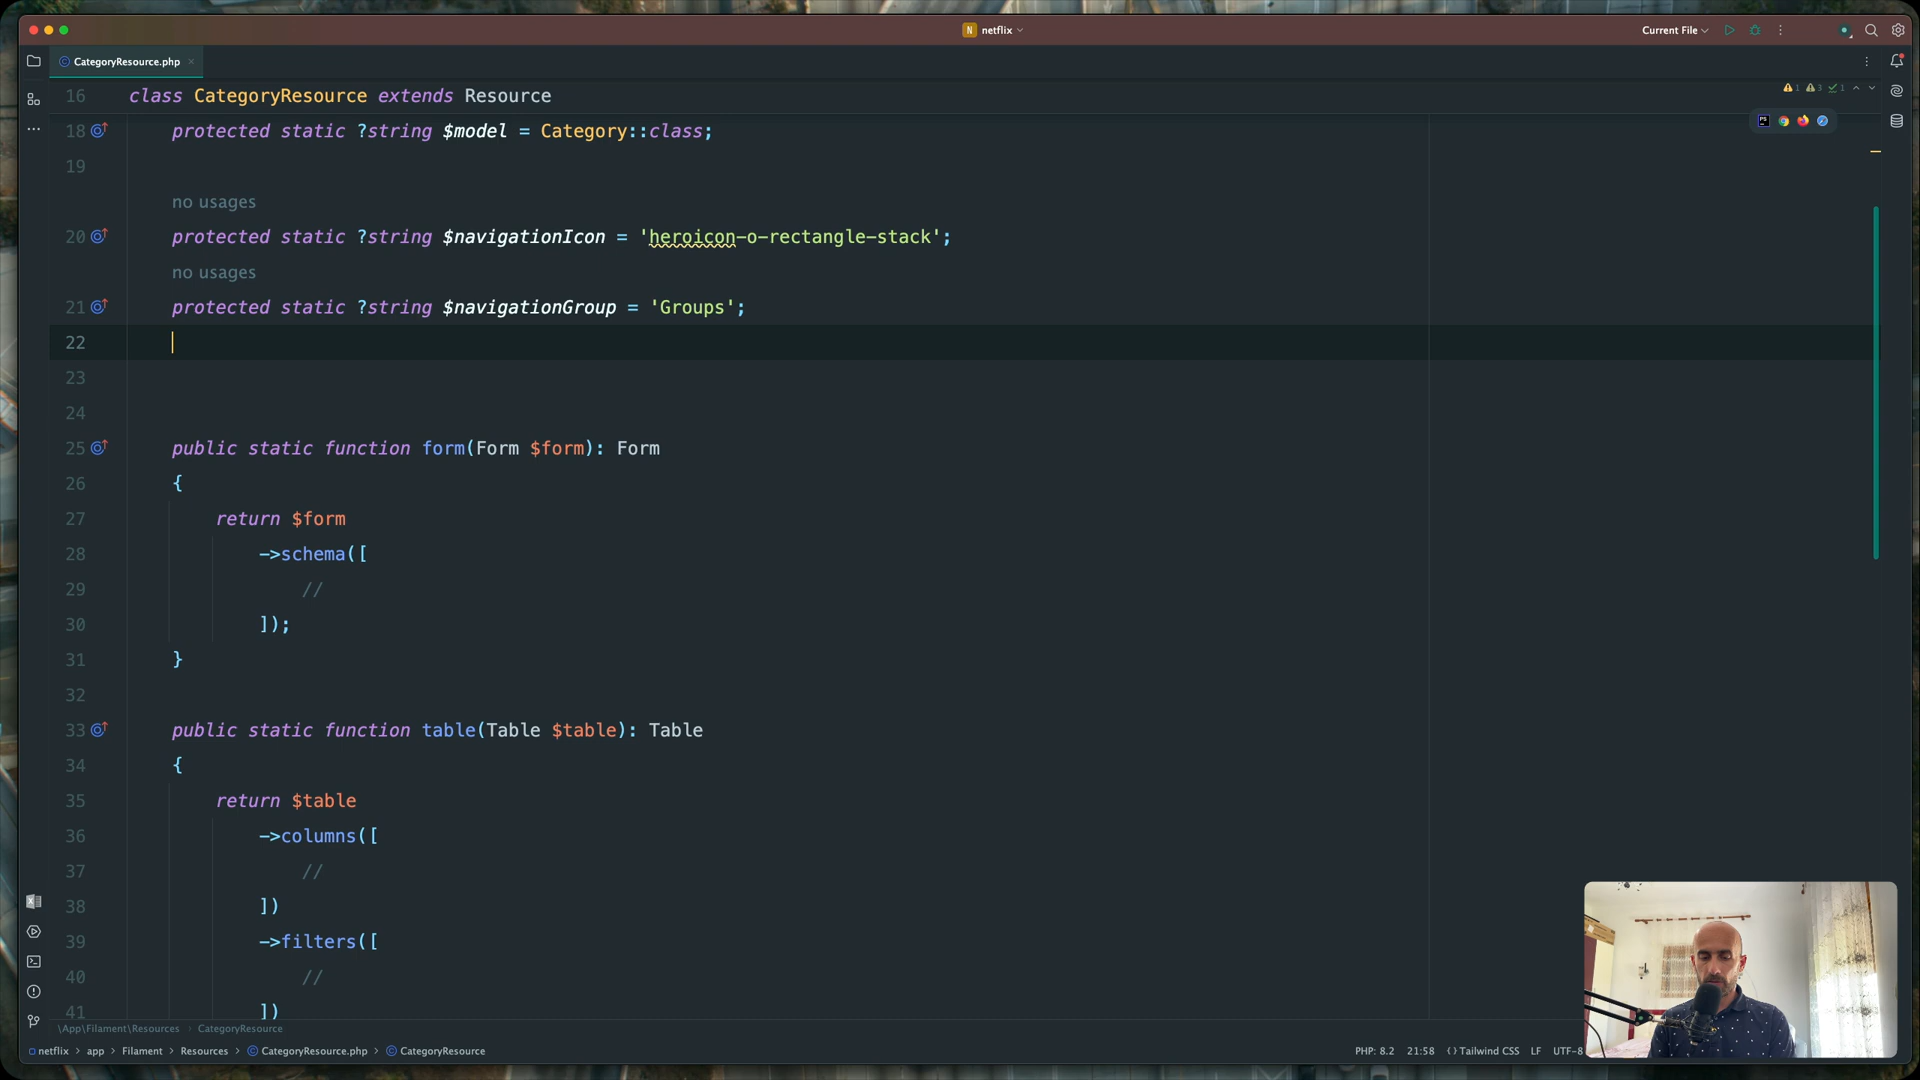 N netflix
Current File
CategoryResource.php
16 class CategoryResource extends Resource
1 3 1
18 protected static ?string $model = Category::class;
19
no usages
20 protected static ?string $navigationIcon = 'heroicon-o-rectangle-stack';
no usages
21 protected static ?string $navigationGroup = 'Groups';
22
23
24
25 public static function form(Form $form): Form
26 {
27 return $form
28 ->schema([
29 //
30 ]);
31 }
32
33 public static function table(Table $table): Table
34 {
35 return $table
36 ->columns([
37 //
38 ])
39 ->filters([
40 //
41 ])
\App\Filament\Resources > CategoryResource
netflix > app > Filament > Resources > CategoryResource.php > CategoryResource
PHP: 8.2 21:58 Tailwind CSS LF UTF-8